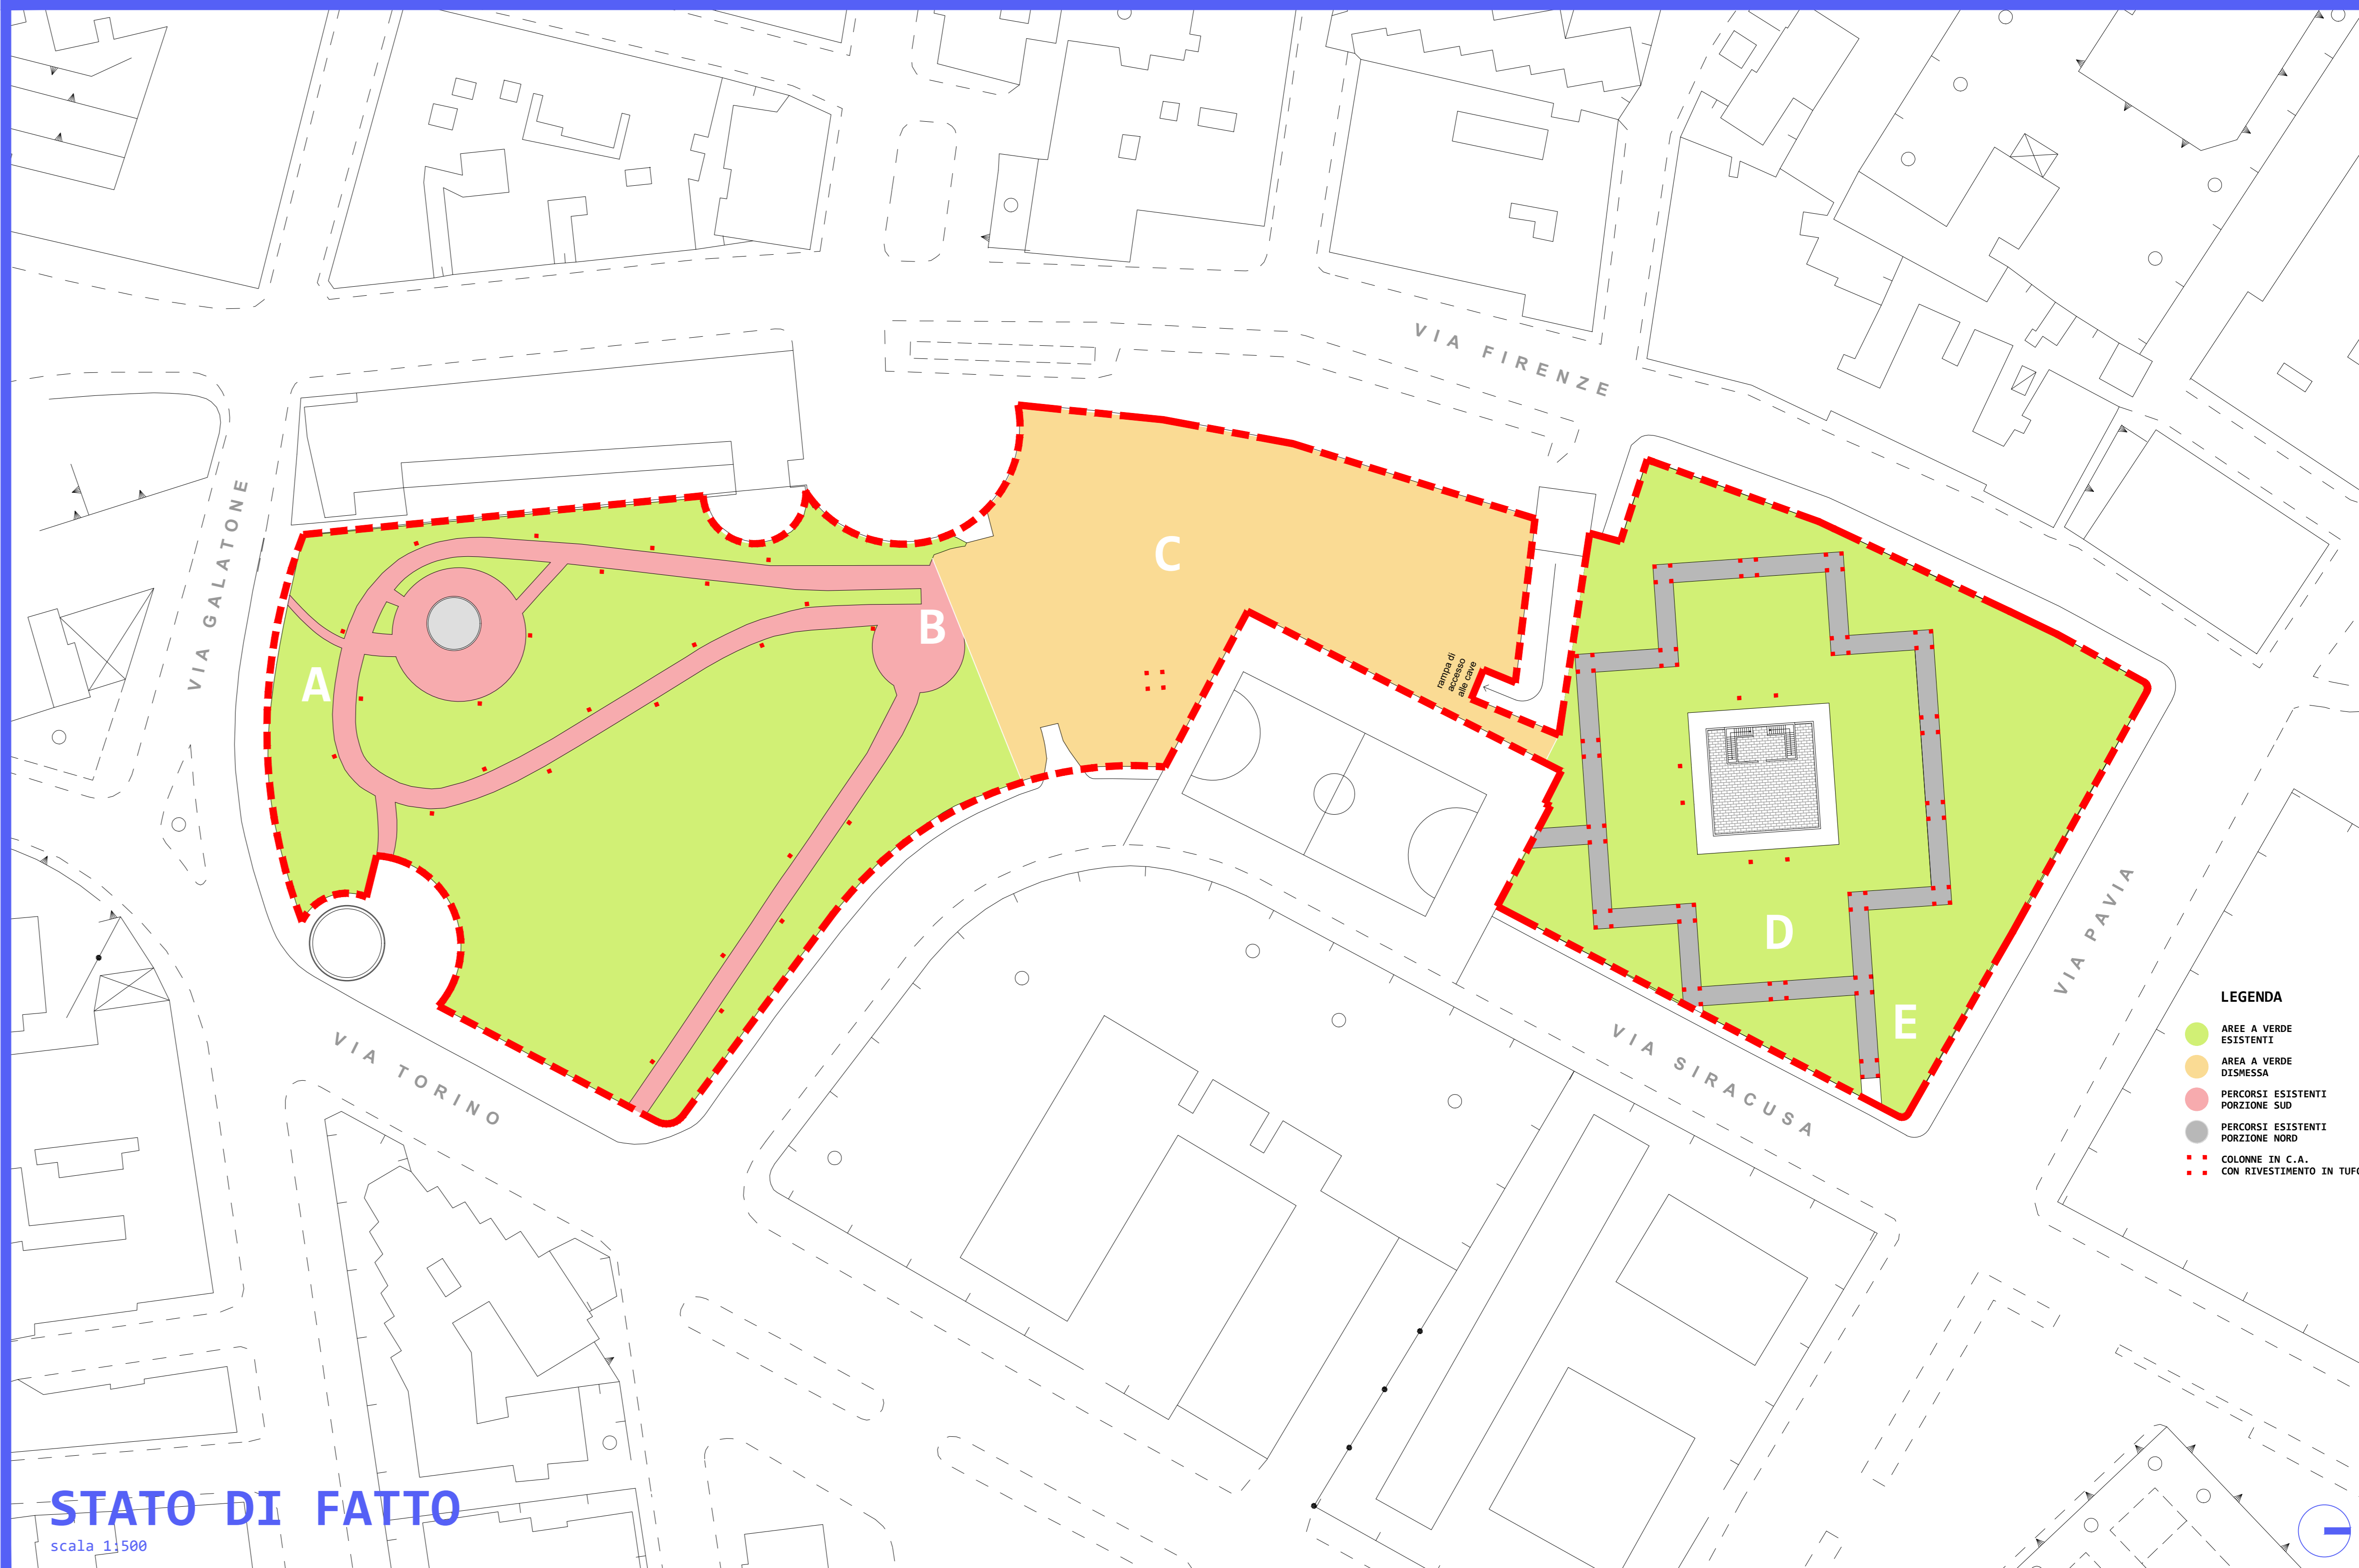 VIA FIRENZE
VIA GALATONE
C
B
A
rampa di
accesso
alle cave
D
VIA PAVIA
E
VIA TORINO
VIA SIRACUSA
LEGENDA
AREE A VERDE
ESISTENTI
AREA A VERDE
DISMESSA
PERCORSI ESISTENTI
PORZIONE SUD
PERCORSI ESISTENTI
PORZIONE NORD
COLONNE IN C.A.
CON RIVESTIMENTO IN TUFO
STATO DI FATTO
scala 1:500